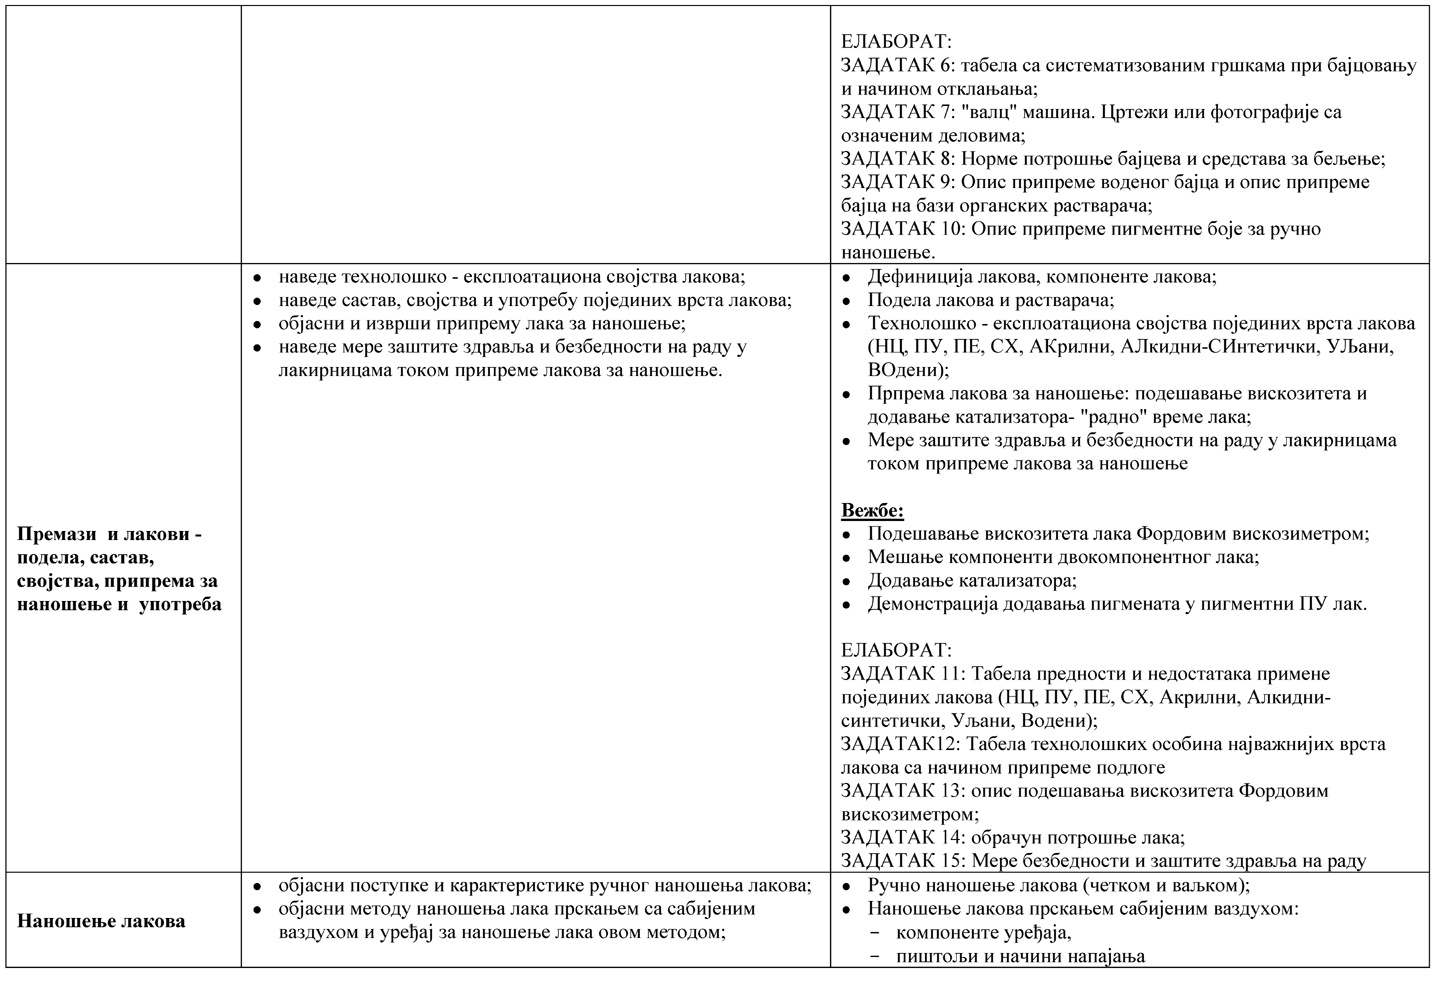 ЕЛАБОРАТ:
ЗАДАТАК 6: табела са систематизованим гршкама при бајцовању
и начином отклањања;
ЗАДАТАК 7: "валц" машина. Цртежи или фотографије са
означеним деловима;
ЗАДАТАК 8: Норме потрошње бајцева и средстава за бељење;
ЗАДАТАК 9: Опис припреме воденог бајца и опис припреме
бајца на бази органских растварача;
ЗАДАТАК 10: Опис припреме пигментне боје за ручно
наношење.
Премази и лакови -
подела, састав,
својства, припрема за
наношење и употреба
● наведе технолошко - експлоатациона својства лакова;
● наведе састав, својства и употребу појединих врста лакова;
● објасни и изврши припрему лака за наношење;
● наведе мере заштите здравља и безбедности на раду у
лакирницама током припреме лакова за наношење.
● Дефиниција лакова, компоненте лакова;
● Подела лакова и растварача;
● Технолошко - експлоатациона својства појединих врста лакова
(НЦ, ПУ, ПЕ, СХ, АКрилни, АЛкидни-СИнтетички, УЉани,
ВОдени);
● Прпрема лакова за наношење: подешавање вискозитета и
додавање катализатора- "радно" време лака;
● Мере заштите здравља и безбедности на раду у лакирницама
током припреме лакова за наношење
Вежбе:
● Подешавање вискозитета лака Фордовим вискозиметром;
● Мешање компоненти двокомпонентног лака;
● Додавање катализатора;
● Демонстрација додавања пигмената у пигментни ПУ лак.
ЕЛАБОРАТ:
ЗАДАТАК 11: Табела предности и недостатака примене
појединих лакова (НЦ, ПУ, ПЕ, СХ, Акрилни, Алкидни-
синтетички, Уљани, Водени);
ЗАДАТАК12: Табела технолошких особина најважнијих врста
лакова са начином припреме подлоге
ЗАДАТАК 13: опис подешавања вискозитета Фордовим
вискозиметром;
ЗАДАТАК 14: обрачун потрошње лака;
ЗАДАТАК 15: Мере безбедности и заштите здравља на раду
Наношење лакова
● објасни поступке и карактеристике ручног наношења лакова;
● објасни методу наношења лака прскањем са сабијеним
ваздухом и уређај за наношење лака овом методом;
● Ручно наношење лакова (четком и ваљком);
● Наношење лакова прскањем сабијеним ваздухом:
− компоненте уређаја,
− пиштољи и начини напајања